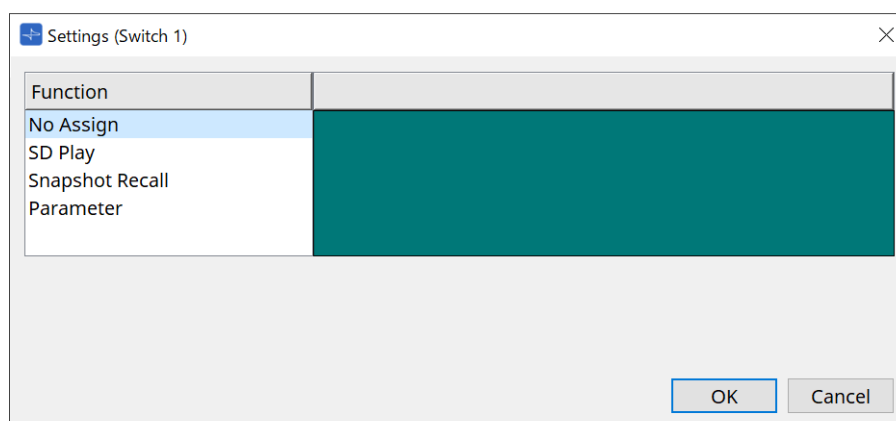 Settings (Switch 1)
Function
No Assign
SD Play
Snapshot Recall
Parameter
OK Cancel